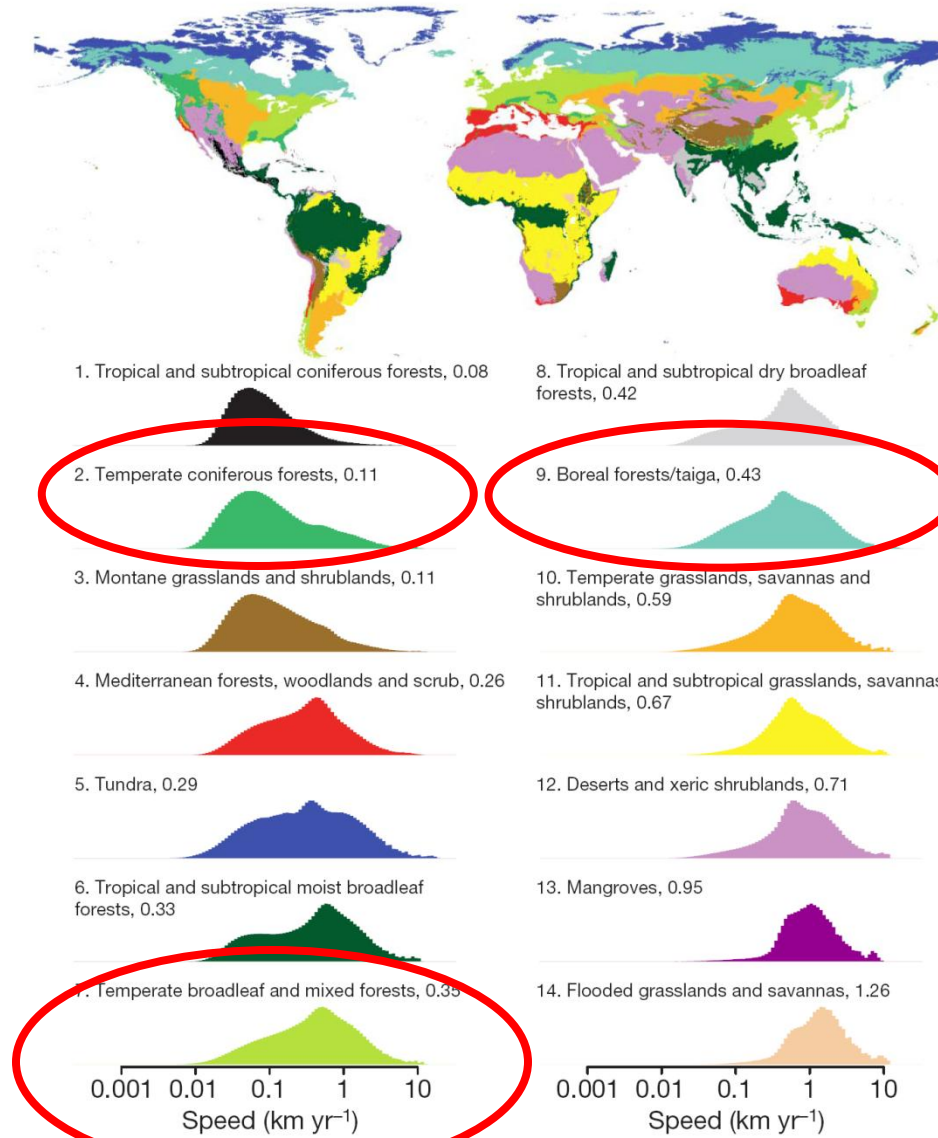 1. Tropical and subtropical coniferous forests, 0.08
2. Temperate coniferous forests, 0.11
3. Montane grasslands and shrublands, 0.11
4. Mediterranean forests, woodlands and scrub, 0.26
5. Tundra, 0.29
6. Tropical and subtropical moist broadleaf
forests, 0.33
7. Temperate broadleaf and mixed forests, 0.35
0.001 0.01 0.1 1 10
Speed (km yr⁻¹)
8. Tropical and subtropical dry broadleaf
forests, 0.42
9. Boreal forests/taiga, 0.43
10. Temperate grasslands, savannas and
shrublands, 0.59
11. Tropical and subtropical grasslands, savannas
shrublands, 0.67
12. Deserts and xeric shrublands, 0.71
13. Mangroves, 0.95
14. Flooded grasslands and savannas, 1.26
0.001 0.01 0.1 1 10
Speed (km yr⁻¹)